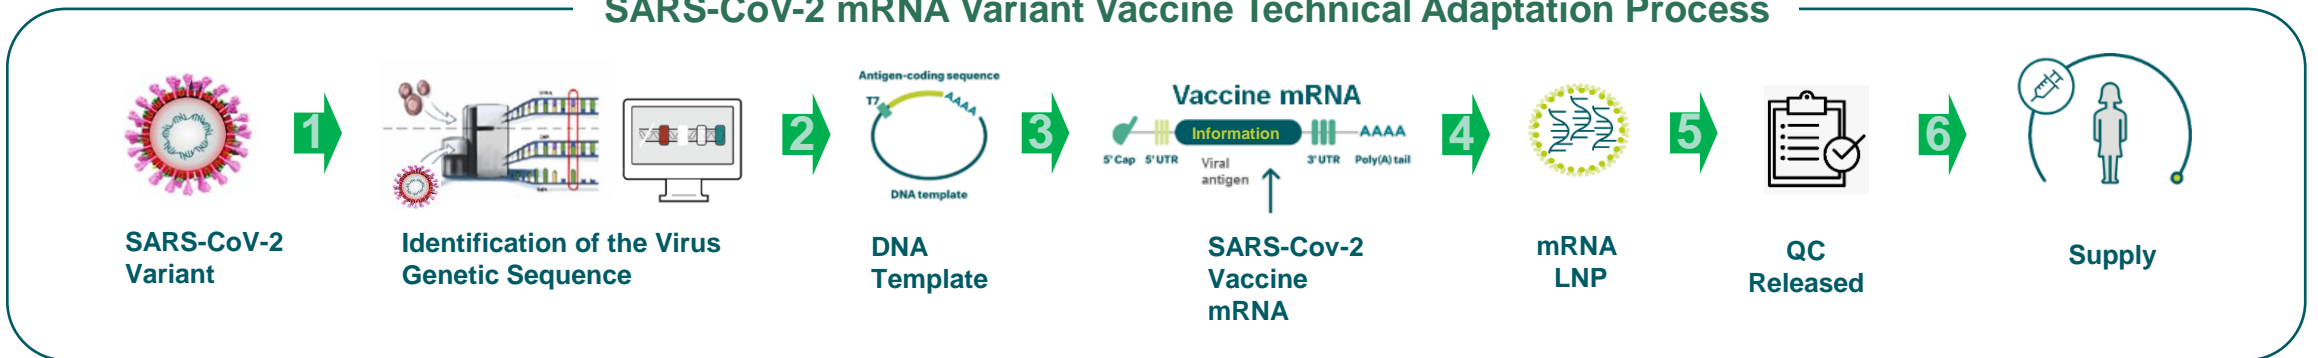 SARS-CoV-2 mRNA Variant Vaccine Technical Adaptation Process
1
2
3
4
5
6
Antigen-coding sequence
T7
AAAA
DNA template
Vaccine mRNA
Information
AAAA
5' Cap
5' UTR
Viral
antigen
3' UTR
Poly(A) tail
SARS-CoV-2
Variant
Identification of the Virus
Genetic Sequence
DNA
Template
SARS-Cov-2
Vaccine
mRNA
mRNA
LNP
QC
Released
Supply